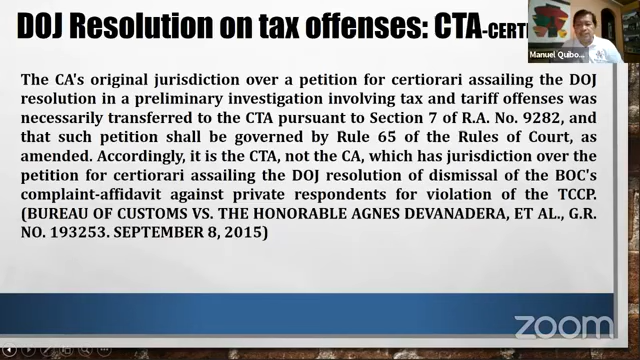 DOJ Resolution on tax offenses: CTA-CERTI
Manuel Quibo...
The CA's original jurisdiction over a petition for certiorari assailing the DOJ
resolution in a preliminary investigation involving tax and tariff offenses was
necessarily transferred to the CTA pursuant to Section 7 of R.A. No. 9282, and
that such petition shall be governed by Rule 65 of the Rules of Court, as
amended. Accordingly, it is the CTA, not the CA, which has jurisdiction over the
petition for certiorari assailing the DOJ resolution of dismissal of the BOC's
complaint-affidavit against private respondents for violation of the TCCP.
(BUREAU OF CUSTOMS VS. THE HONORABLE AGNES DEVANADERA, ET AL., G.R.
NO. 193253. SEPTEMBER 8, 2015)
zoom